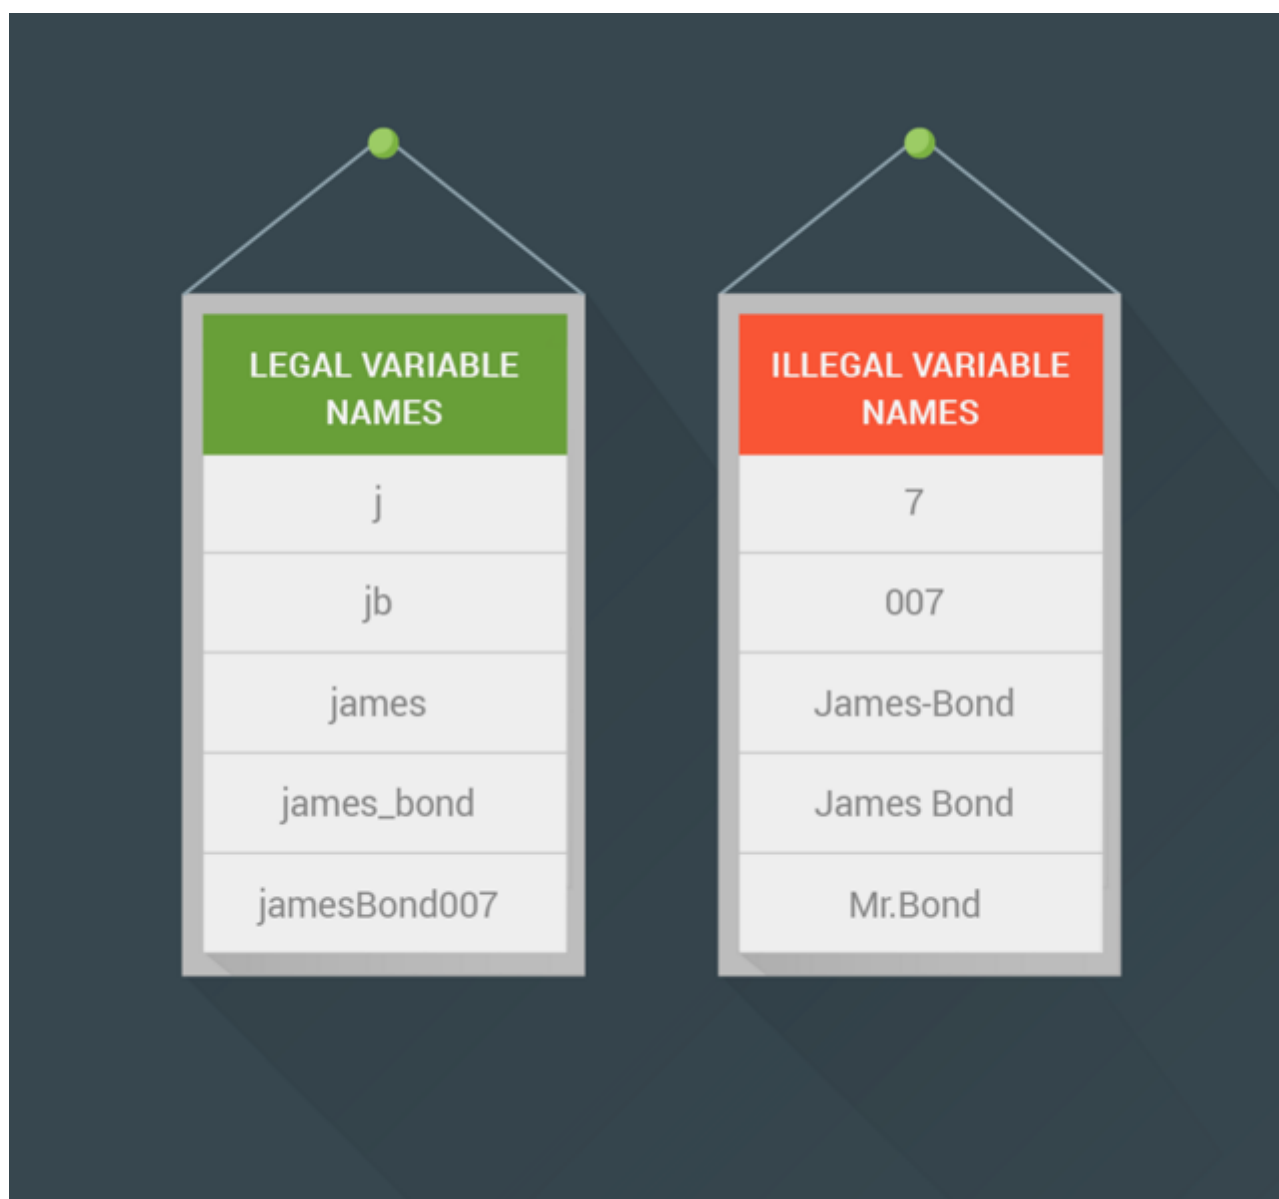 LEGAL VARIABLE
NAMES
j
jb
james
james_bond
jamesBond007
ILLEGAL VARIABLE
NAMES
7
007
James-Bond
James Bond
Mr.Bond